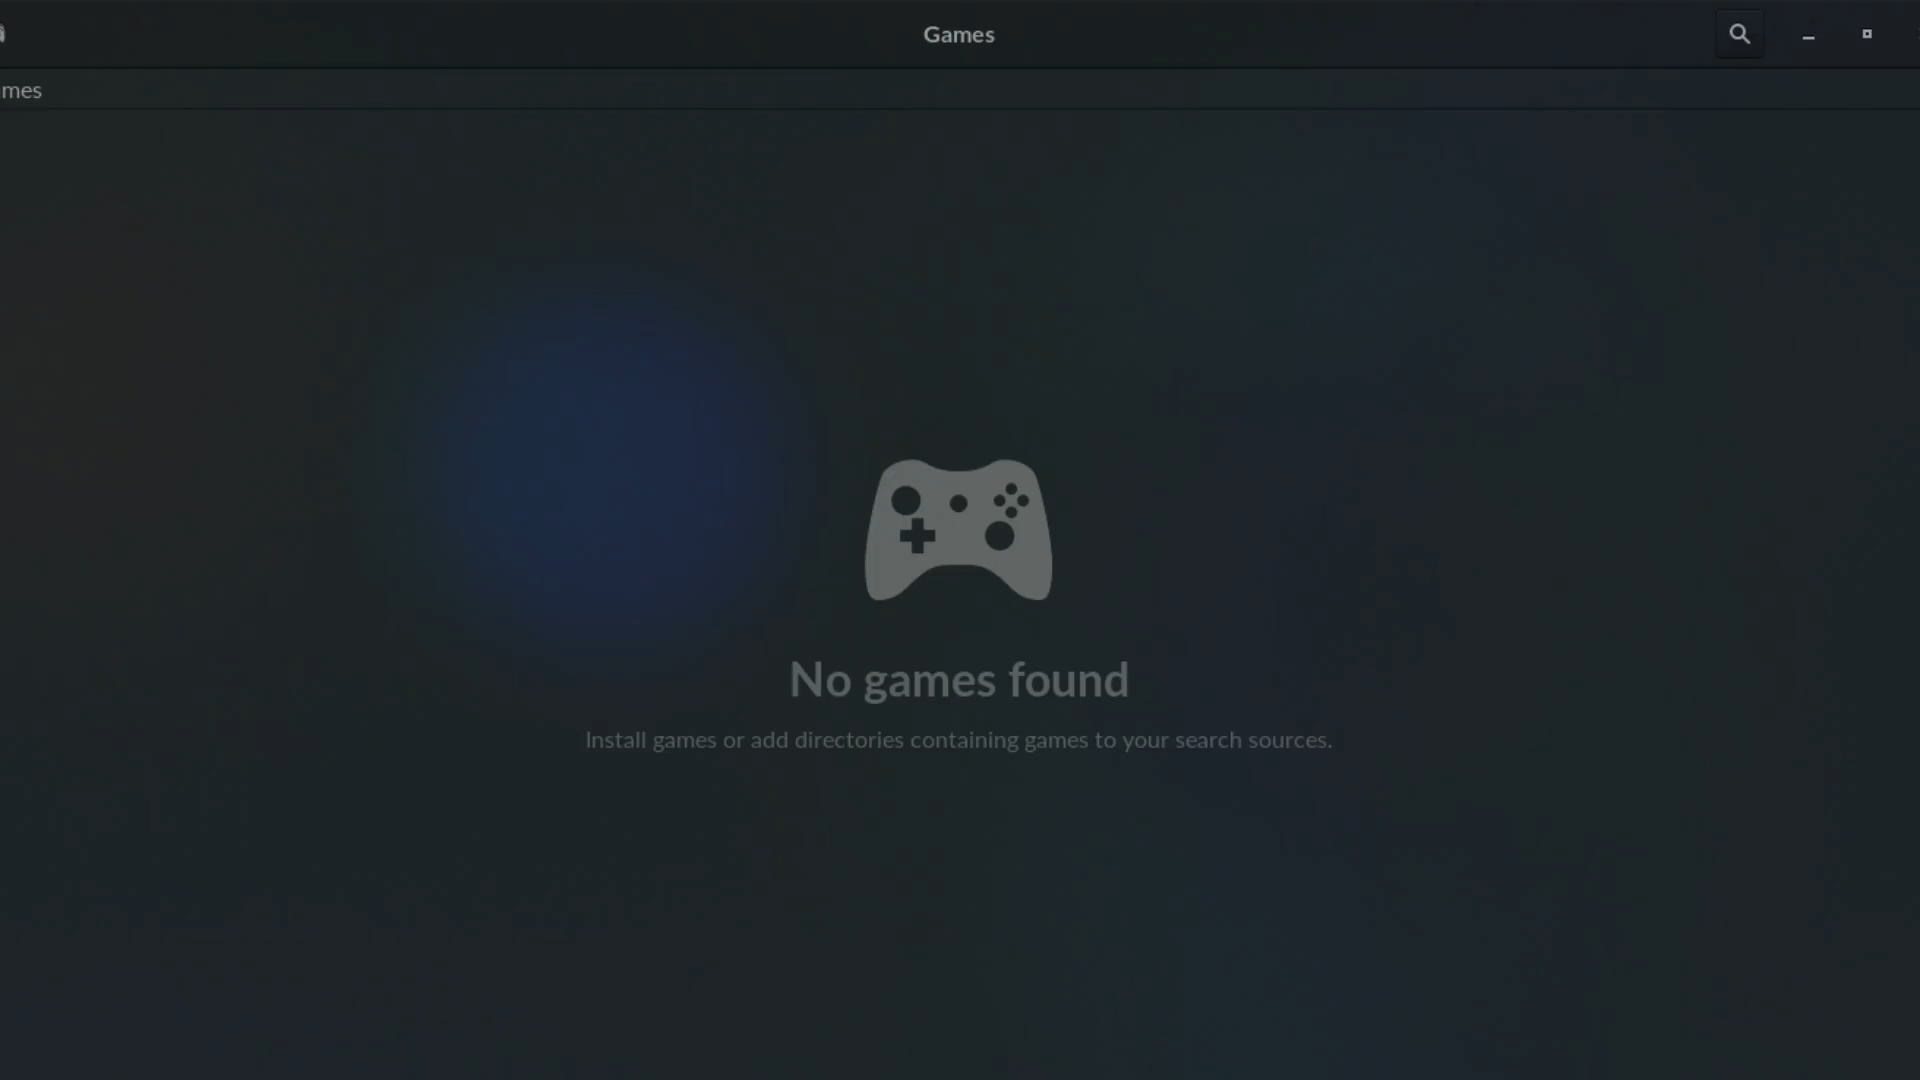 Games
mes
No games found
Install games or add directories containing games to your search sources.